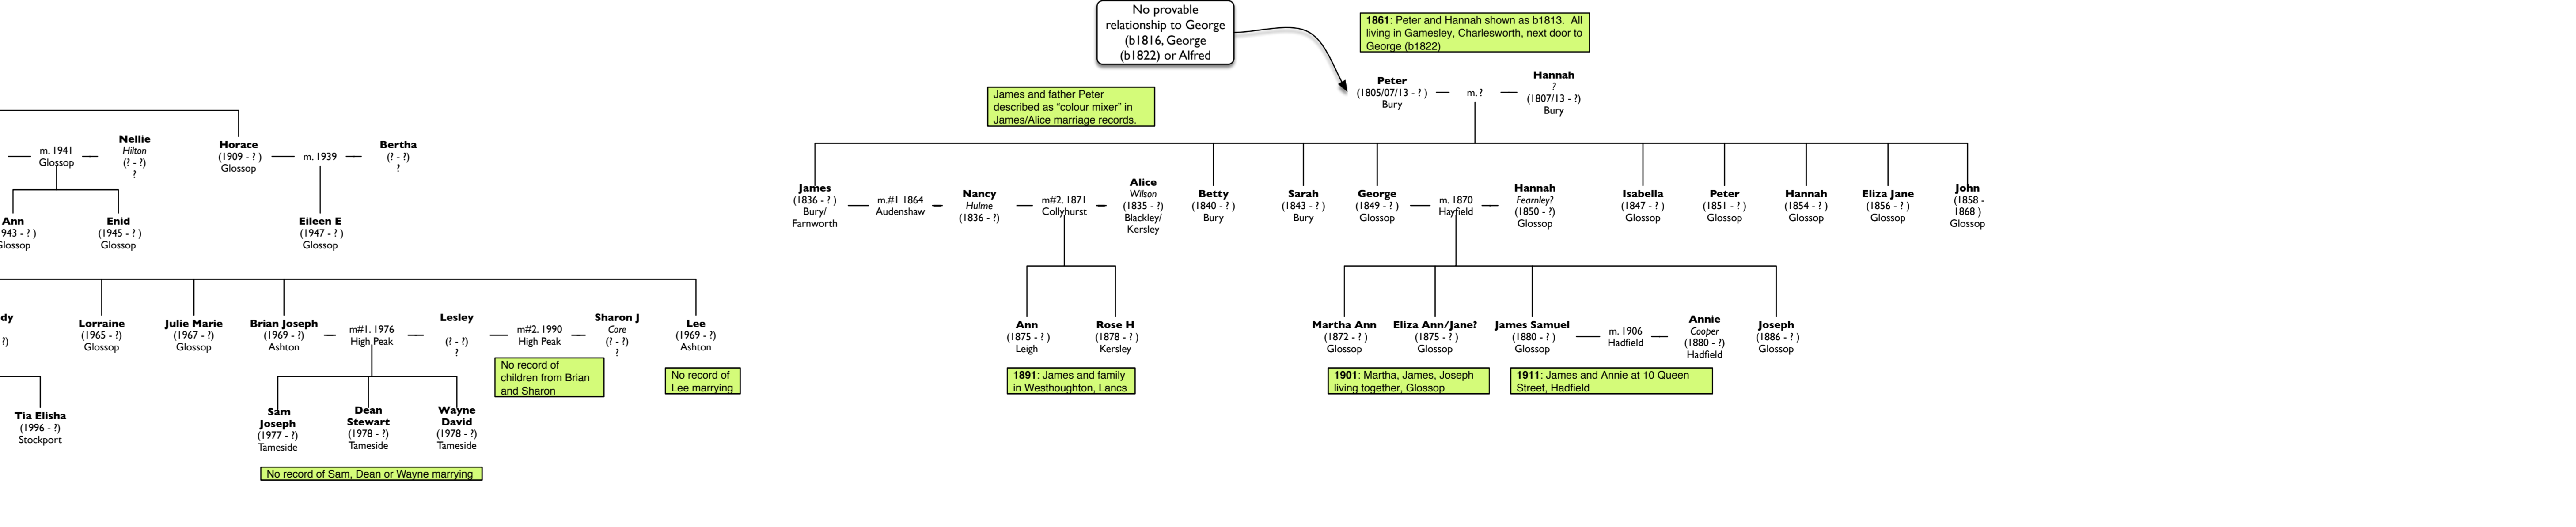 No provable
relationship to George
(b1816, George
(b1822) or Alfred
1861: Peter and Hannah shown as b1813. All
living in Gamesley, Charlesworth, next door to
George (b1822)
James and father Peter
described as “colour mixer” in
James/Alice marriage records.
Peter
(1805/07/13 - ? )
Bury
m. ?
Hannah
?
(1807/13 - ?)
Bury
m. 1941
Glossop
Nellie
Hilton
(? - ?)
?
Horace
(1909 - ? )
Glossop
m. 1939
Bertha
(? - ?)
?
Ann
943 - ? )
Glossop
Enid
(1945 - ? )
Glossop
Eileen E
(1947 - ? )
Glossop
James
(1836 - ? )
Bury/
Farnworth
m.#1 1864
Audenshaw
Nancy
Hulme
(1836 -?)
m#2. 1871
Collyhurst
Alice
Wilson
(1835 - ?)
Blackley/
Kersley
Betty
(1840 - ? )
Bury
Sarah
(1843 - ? )
Bury
George
(1849 - ? )
Glossop
m. 1870
Hayfield
Hannah
Fearnley?
(1850 - ?)
Glossop
Isabella
(1847 - ? )
Glossop
Peter
(1851 - ? )
Glossop
Hannah
(1854 - ? )
Glossop
Eliza Jane
(1856 - ? )
Glossop
John
(1858 -
1868 )
Glossop
dy
?)
Lorraine
(1965 - ?)
Glossop
Julie Marie
(1967 - ?)
Glossop
Brian Joseph
(1969 - ?)
Ashton
m#1. 1976
High Peak
Lesley
(? - ?)
?
m#2. 1990
High Peak
Sharon J
Core
(? - ?)
?
Lee
(1969 - ?)
Ashton
No record of
children from Brian
and Sharon
No record of
Lee marrying
Ann
(1875 - ? )
Leigh
Rose H
(1878 - ? )
Kersley
1891: James and family
in Westhoughton, Lancs
Martha Ann
(1872 - ? )
Glossop
Eliza Ann/Jane?
(1875 - ? )
Glossop
James Samuel
(1880 - ? )
Glossop
m. 1906
Hadfield
Annie
Cooper
(1880 - ?)
Hadfield
Joseph
(1886 - ? )
Glossop
1901: Martha, James, Joseph
living together, Glossop
1911: James and Annie at 10 Queen
Street, Hadfield
Tia Elisha
(1996 - ?)
Stockport
Sam
Joseph
(1977 - ?)
Tameside
Dean
Stewart
(1978 - ?)
Tameside
Wayne
David
(1978 - ?)
Tameside
No record of Sam, Dean or Wayne marrying